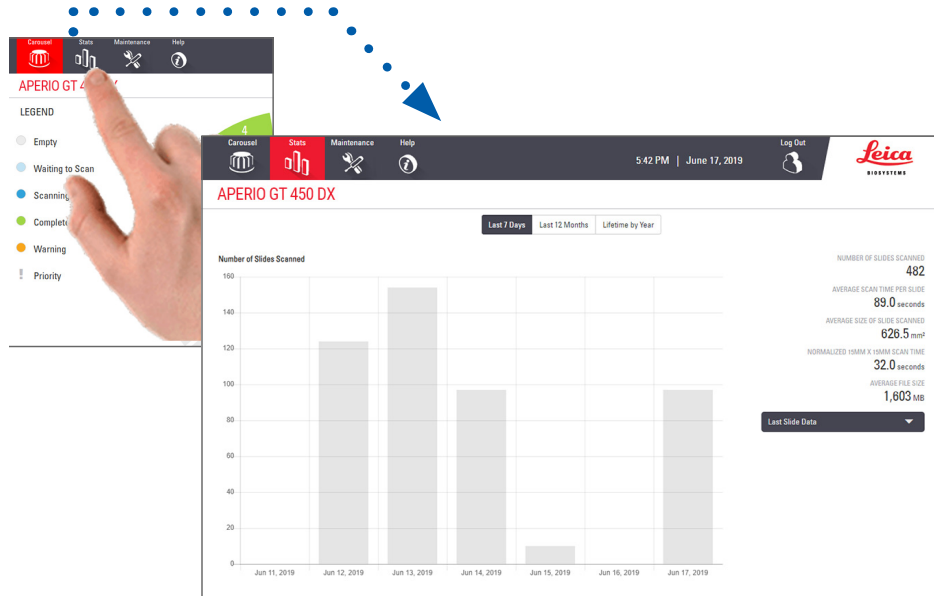 Carousel Stats Maintenance Help
APERIO GT 4
LEGEND
Empty
Waiting to Scan
Scanning
Complete
Warning
! Priority
4
Carousel Stats Maintenance Help
5:42 PM | June 17, 2019
Log Out
Leica
BIOSYSTEMS
APERIO GT 450 DX
Last 7 Days Last 12 Months Lifetime by Year
Number of Slides Scanned
160
140
120
100
80
60
40
20
0
Jun 11, 2019 Jun 12, 2019 Jun 13, 2019 Jun 14, 2019 Jun 15, 2019 Jun 16, 2019 Jun 17, 2019
NUMBER OF SLIDES SCANNED
482
AVERAGE SCAN TIME PER SLIDE
89.0 seconds
AVERAGE SIZE OF SLIDE SCANNED
626.5 mm²
NORMALIZED 15MM X 15MM SCAN TIME
32.0 seconds
AVERAGE FILE SIZE
1,603 MB
Last Slide Data